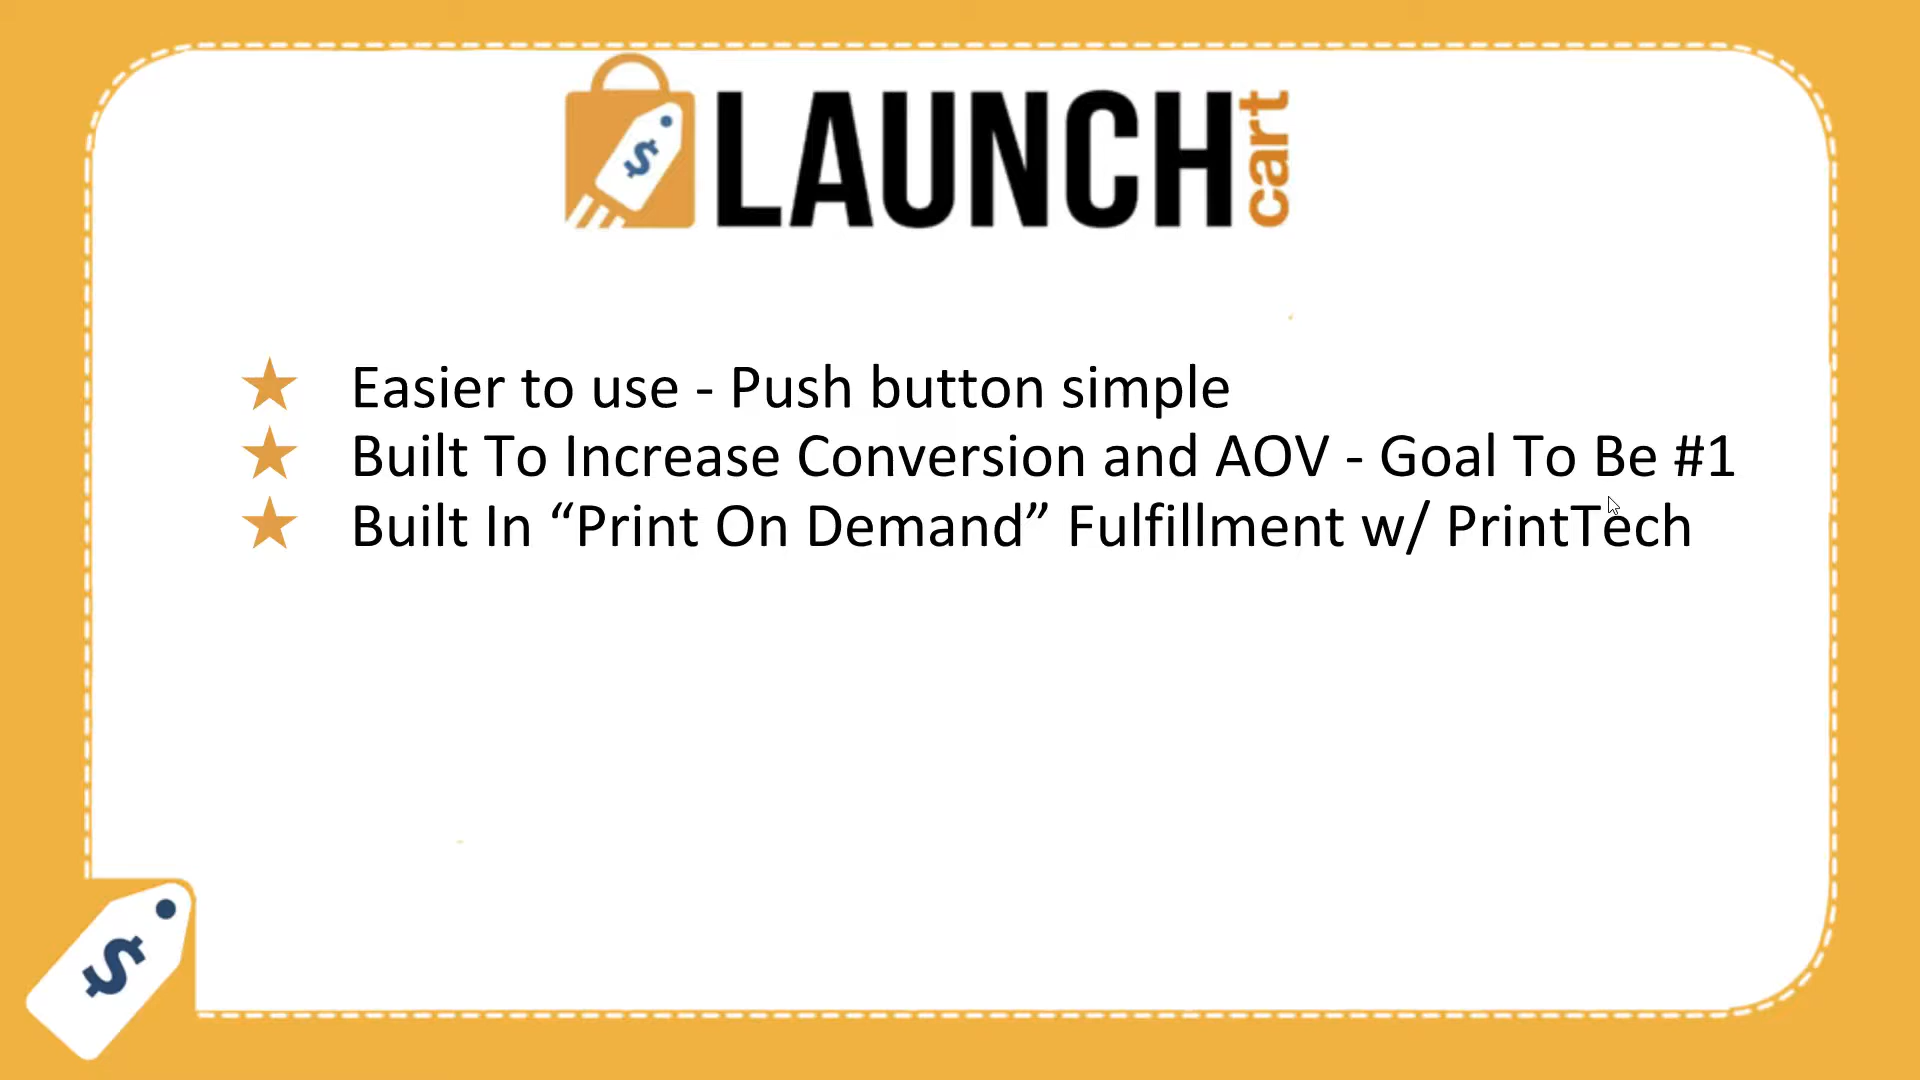 $ LAUNCH cart
Easier to use - Push button simple
Built To Increase Conversion and AOV - Goal To Be #1
Built In “Print On Demand” Fulfillment w/ PrintTech
$